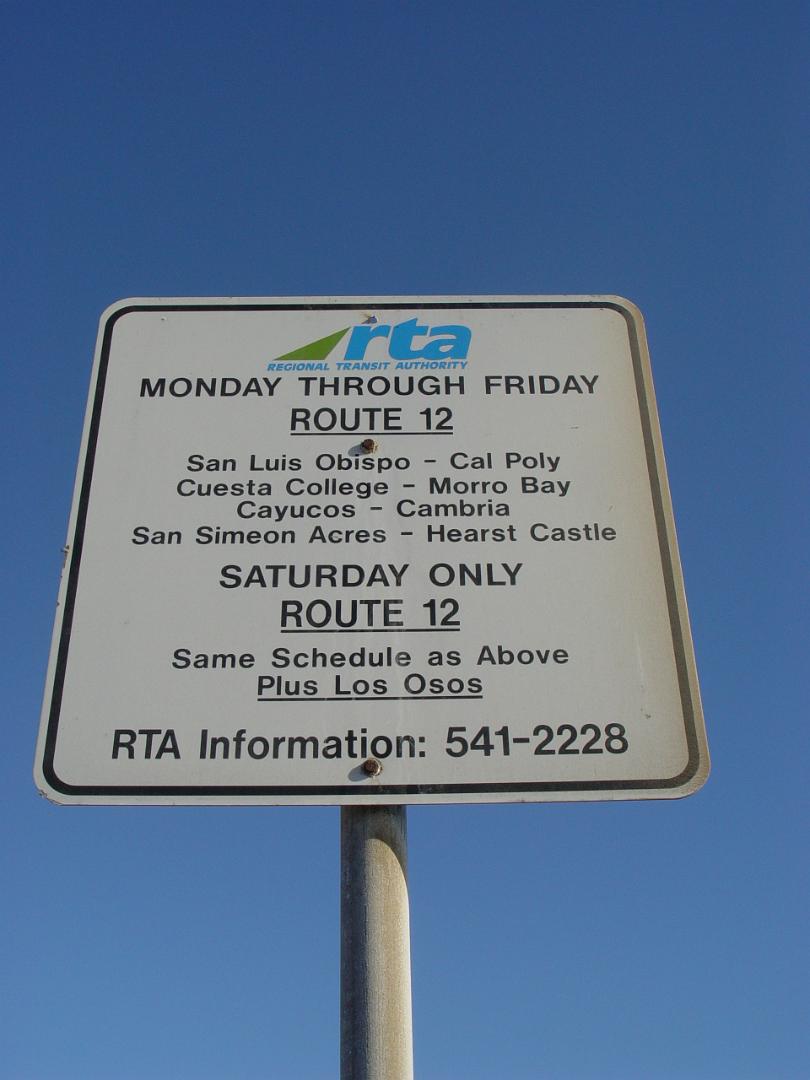 rta
REGIONAL TRANSIT AUTHORITY
MONDAY THROUGH FRIDAY
ROUTE 12
San Luis Obispo - Cal Poly
Cuesta College - Morro Bay
Cayucos - Cambria
San Simeon Acres - Hearst Castle
SATURDAY ONLY
ROUTE 12
Same Schedule as Above
Plus Los Osos
RTA Information: 541-2228